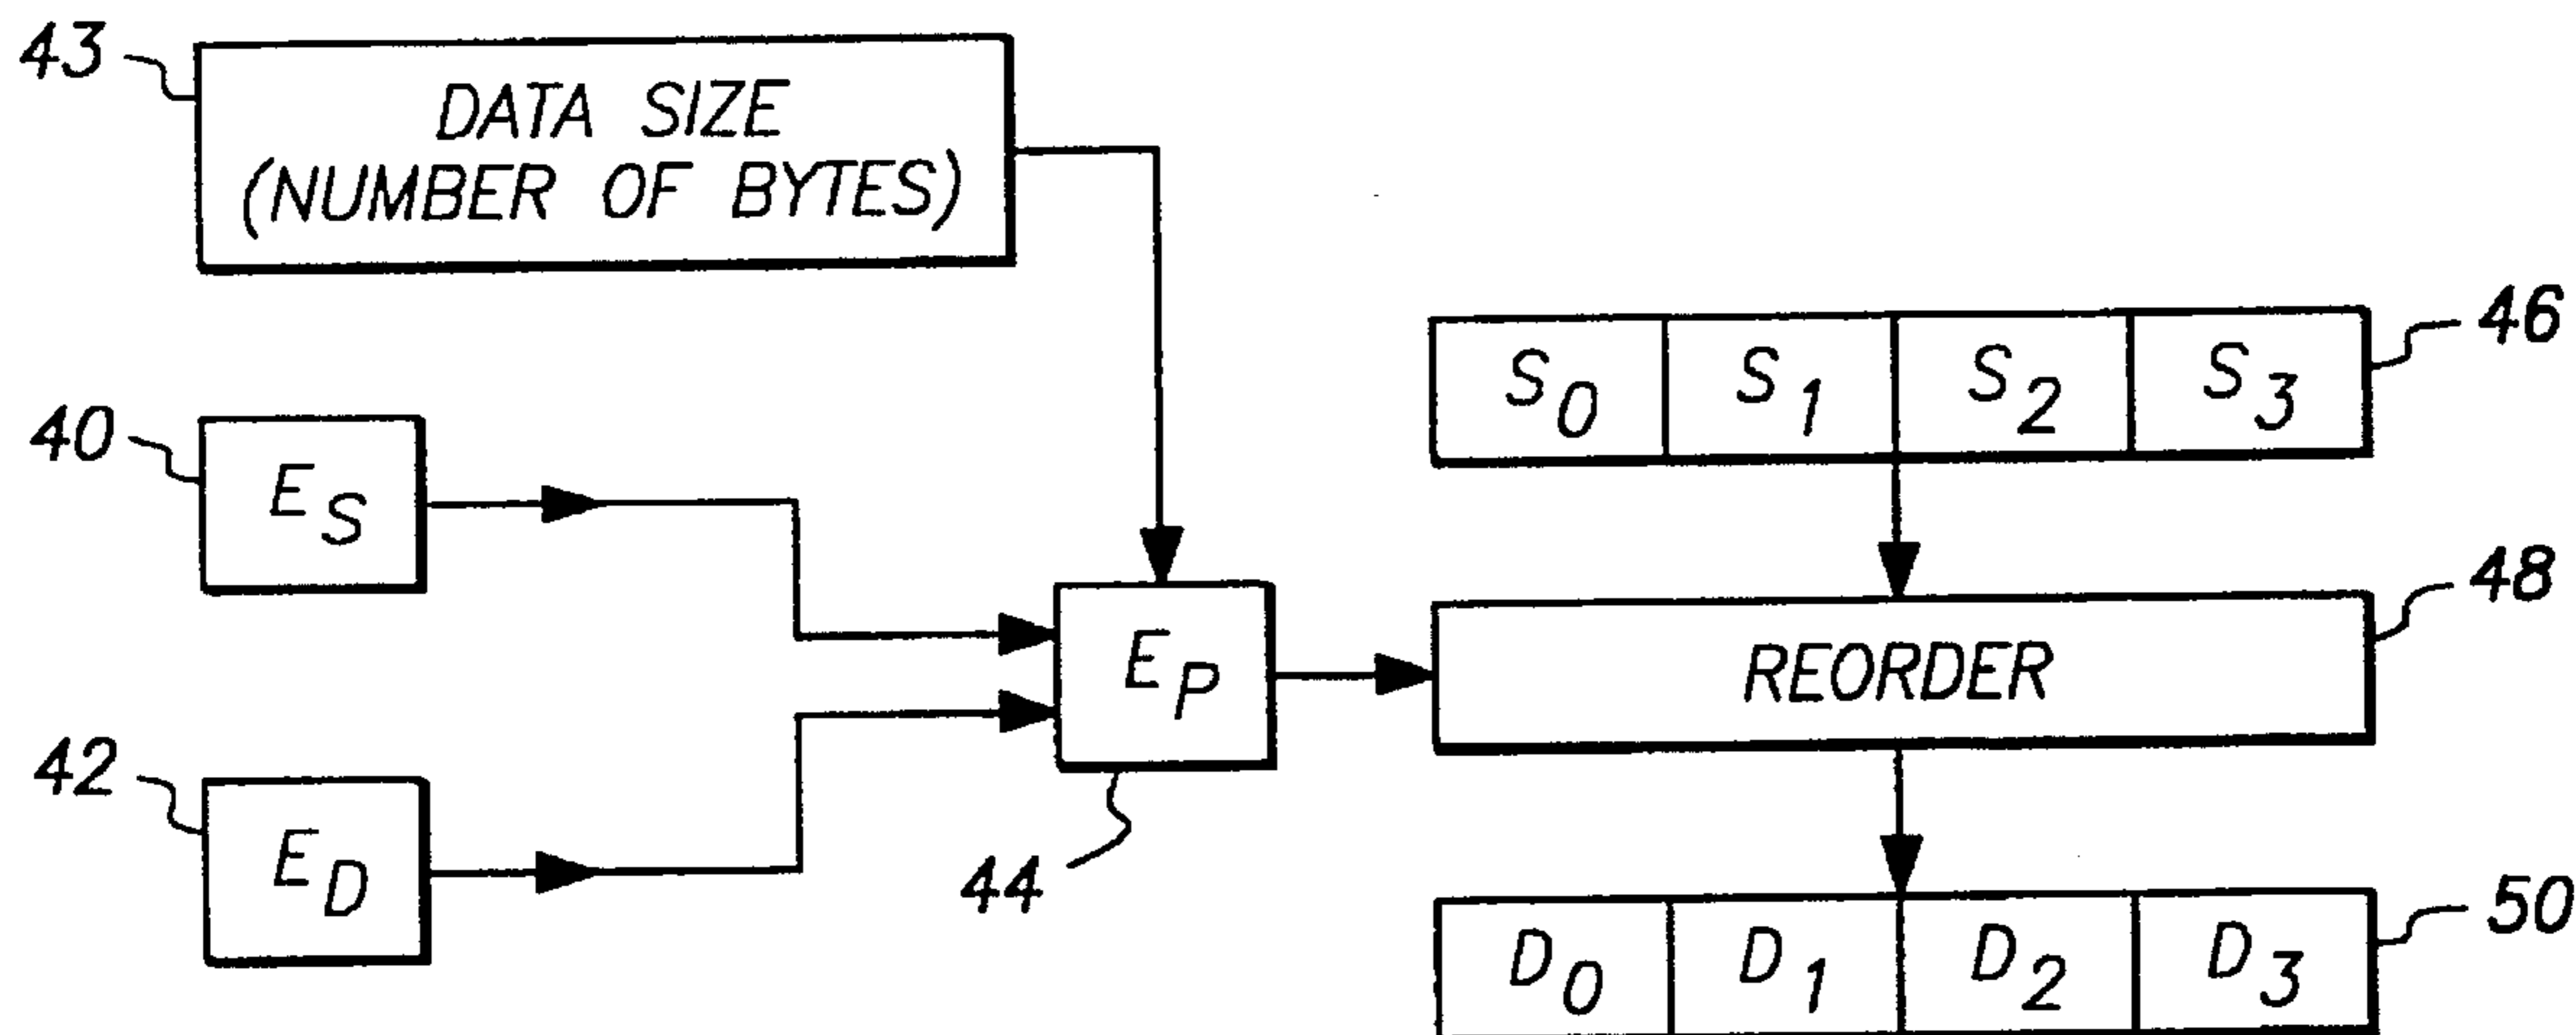 43
DATA SIZE
(NUMBER OF BYTES)
46
S0 S1 S2 S3
40
ES
48
EP
REORDER
42
ED
44
50
D0 D1 D2 D3